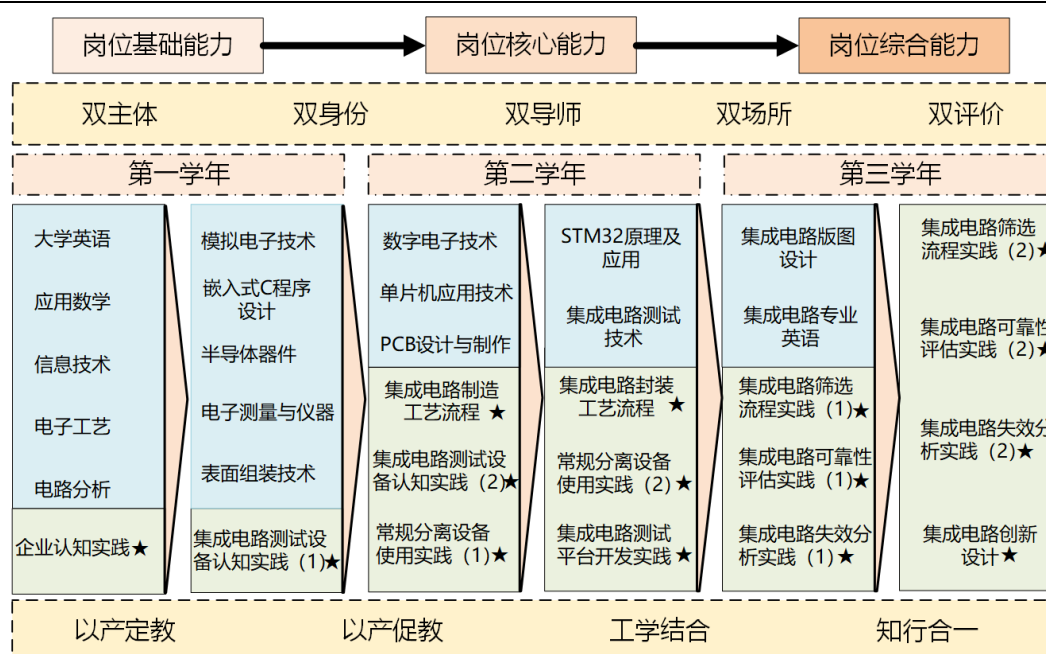 岗位基础能力
岗位核心能力
岗位综合能力
双主体
双身份
双导师
双场所
双评价
第一学年
第二学年
第三学年
大学英语
应用数学
信息技术
电子工艺
电路分析
企业认知实践★
模拟电子技术
嵌入式C程序
设计
半导体器件
电子测量与仪器
表面组装技术
集成电路测试设
备认知实践（1）★
数字电子技术
单片机应用技术
PCB设计与制作
集成电路制造
工艺流程 ★
集成电路测试设
备认知实践（2）★
常规分离设备
使用实践（1）★
STM32原理及
应用
集成电路测试
技术
集成电路封装
工艺流程 ★
常规分离设备
使用实践（2）★
集成电路测试
平台开发实践★
集成电路版图
设计
集成电路专业
英语
集成电路筛选
流程实践（1）★
集成电路可靠性
评估实践（1）★
集成电路失效分
析实践（1）★
集成电路筛选
流程实践（2）★
集成电路可靠性
评估实践（2）★
集成电路失效分
析实践（2）★
集成电路创新
设计★
以产定教
以产促教
工学结合
知行合一